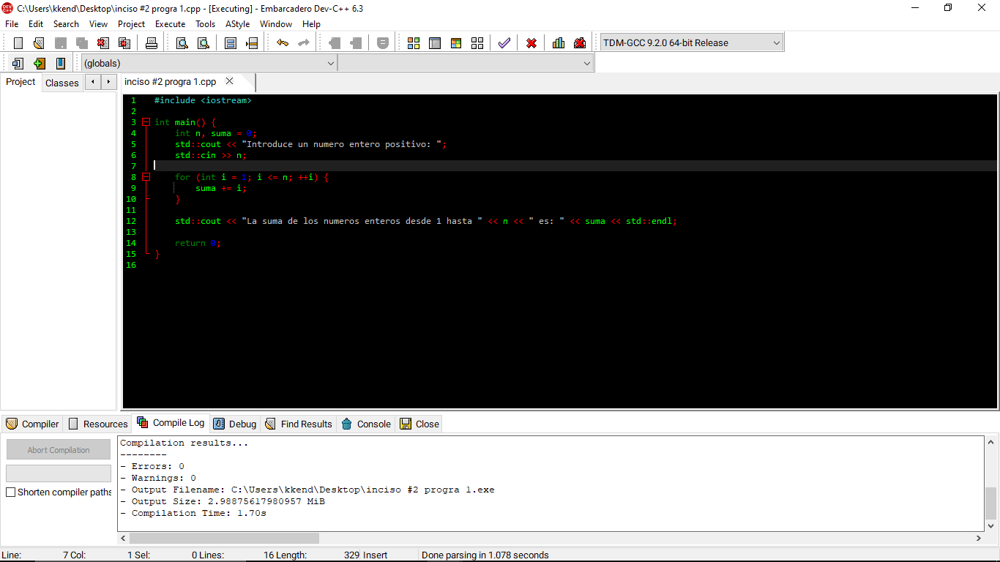 C:\Users\kkend\Desktop\inciso #2 progra 1.cpp - [Executing] - Embarcadero Dev-C++ 6.3
File Edit Search View Project Execute Tools AStyle Window Help
TDM-GCC 9.2.0 64-bit Release
(globals)
Project Classes
inciso #2 progra 1.cpp
1 #include <iostream>
2
3 int main() {
4 int n, suma = 0;
5 std::cout << "Introduce un numero entero positivo: ";
6 std::cin >> n;
7
8 for (int i = 1; i <= n; ++i) {
9 suma += i;
10 }
11
12 std::cout << "La suma de los numeros enteros desde 1 hasta " << n << " es: " << suma << std::endl;
13
14 return 0;
15 }
16
Compiler Resources Compile Log Debug Find Results Console Close
Abort Compilation
Shorten compiler paths
Compilation results...
--------
- Errors: 0
- Warnings: 0
- Output Filename: C:\Users\kkend\Desktop\inciso #2 progra 1.exe
- Output Size: 2.98875617980957 MiB
- Compilation Time: 1.70s
Line: 7 Col: 1 Sel: 0 Lines: 16 Length: 329 Insert Done parsing in 1.078 seconds